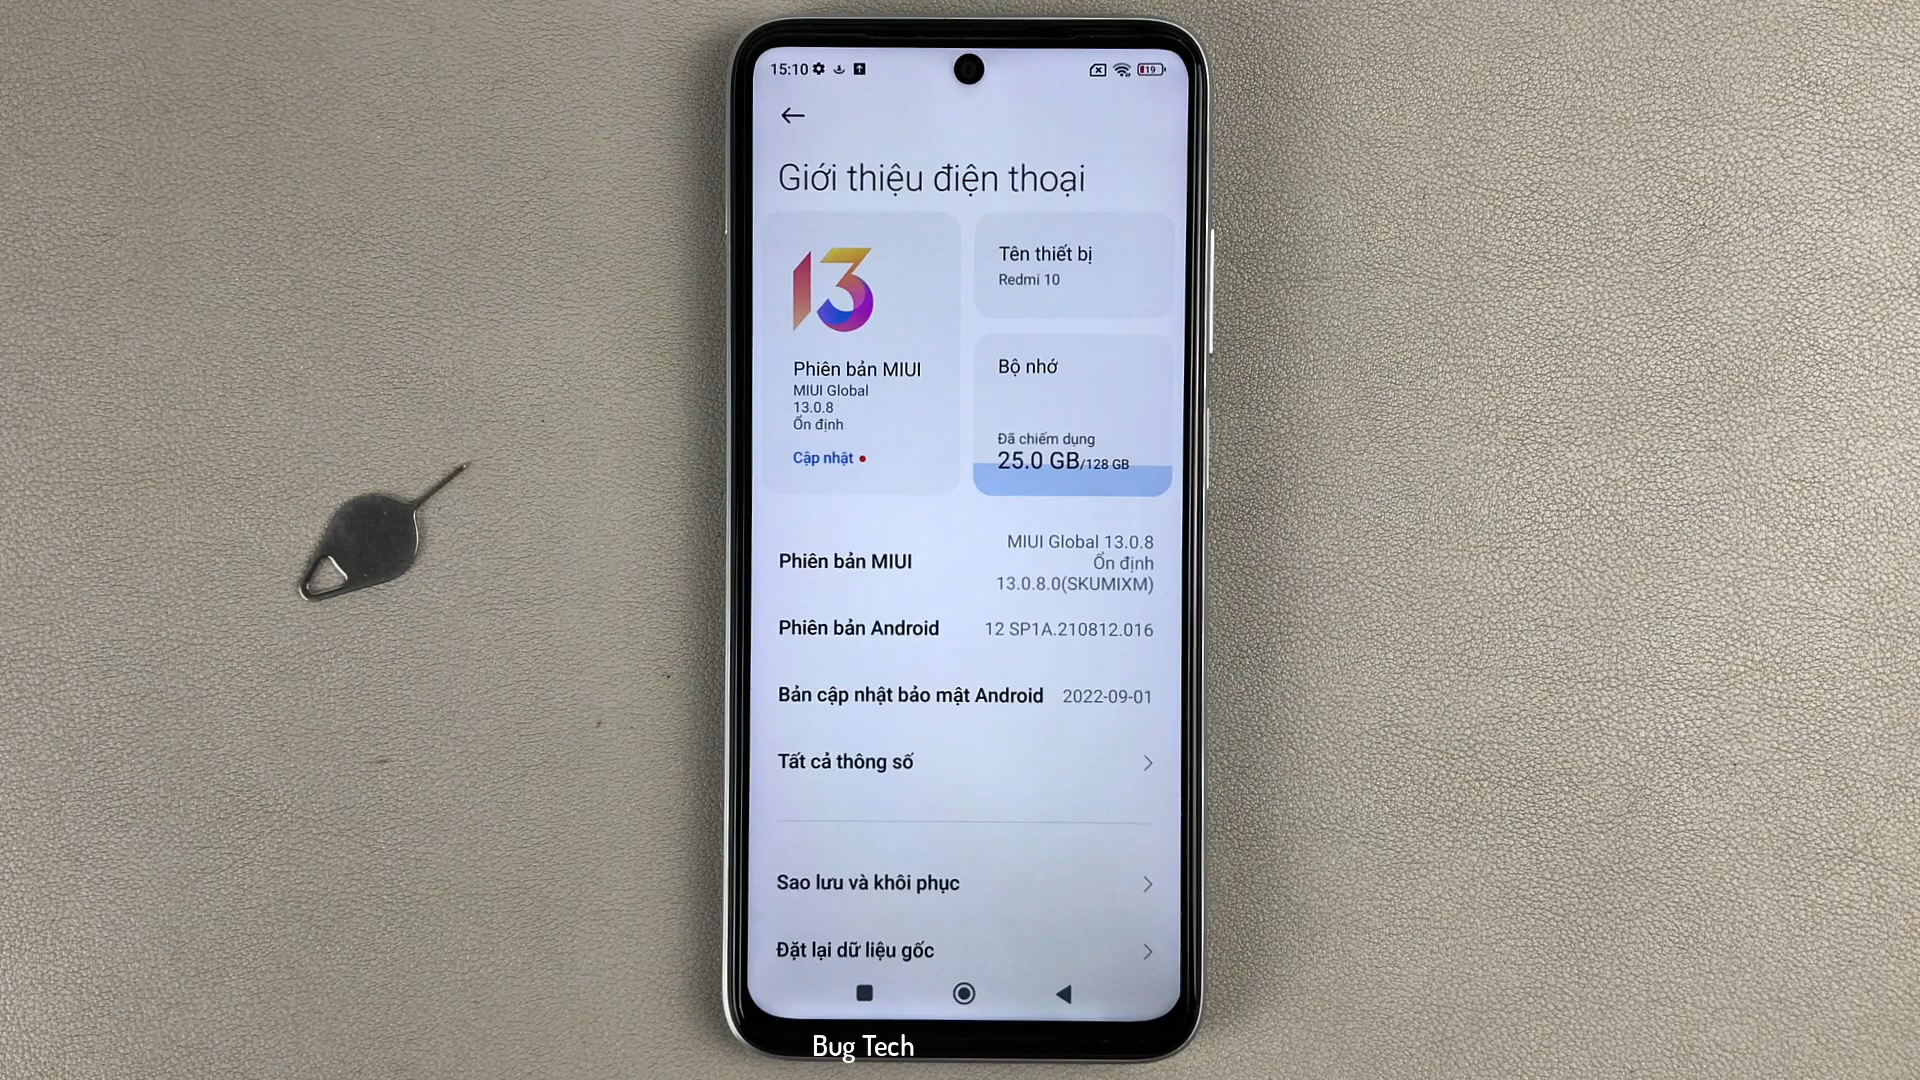 15:10
19
Giới thiệu điện thoại
13
Phiên bản MIUI
MIUI Global
13.0.8
Ổn định
Cập nhật
Tên thiết bị
Redmi 10
Bộ nhớ
Đã chiếm dụng
25.0 GB/128 GB
Phiên bản MIUI
MIUI Global 13.0.8
Ổn định
13.0.8.0(SKUMIXM)
Phiên bản Android
12 SP1A.210812.016
Bản cập nhật bảo mật Android
2022-09-01
Tất cả thông số
Sao lưu và khôi phục
Đặt lại dữ liệu gốc
Bug Tech